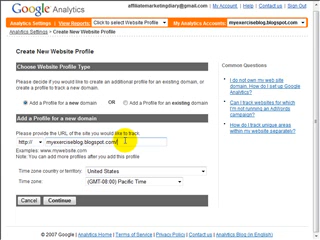 Google Analytics
affiliatemarketingdiary@gmail.com | My Account | Help | Contact Us | Sign Out
Analytics Settings View Reports: Click to select Website Profile My Analytics Accounts: myexerciseblog.blogspot.com
Analytics Settings > Create New Website Profile
Create New Website Profile
Choose Website Profile Type
Please decide if you would like to create an additional profile for an existing domain, or create a profile to track a new domain.
Add a Profile for a new domain OR Add a Profile for an existing domain
Add a Profile for a new domain
Please provide the URL of the site you would like to track.
http:// myexerciseblog.blogspot.com/
Examples: www.mywebsite.com
Note: You can add more profiles after you add this profile
Time zone country or territory: United States
Time zone: (GMT-08:00) Pacific Time
Cancel Continue
Common Questions
I do not own my web site domain. How do I set up Google Analytics?
Can I track websites for which I'm not running an AdWords campaign?
How do I track unique areas within my website separately?
© 2007 Google | Analytics Home | Terms of Service | Privacy Policy | Contact Us | Analytics Blog (in English)